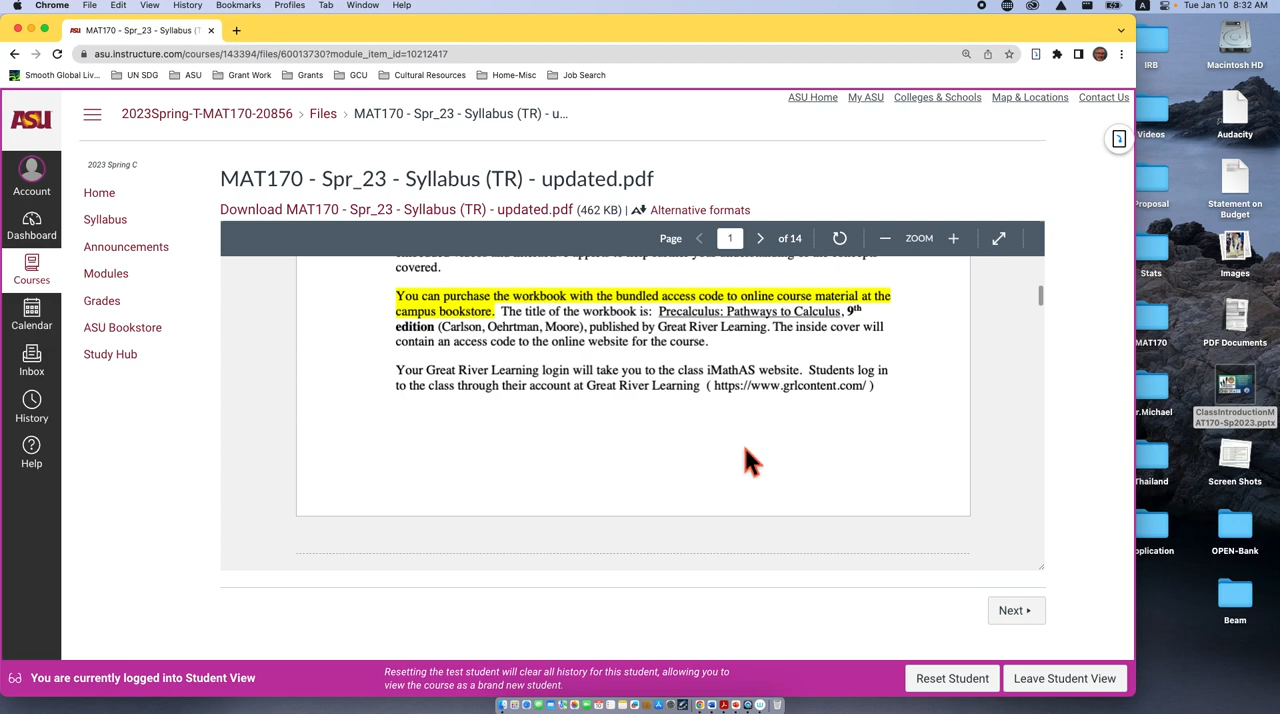 Chrome File Edit View History Bookmarks Profiles Tab Window Help
A
Tue Jan 10 8:32 AM
MAT170 - Spr_23 - Syllabus (T
asu.instructure.com/courses/143394/files/60013730?module_item_id=10212417
Smooth Global Liv... UN SDG ASU Grant Work Grants GCU Cultural Resources Home-Misc Job Search
ASU Home My ASU Colleges & Schools Map & Locations Contact Us
ASU
2023Spring-T-MAT170-20856 > Files > MAT170 - Spr_23 - Syllabus (TR) - u...
Account
Dashboard
Courses
Calendar
Inbox
History
Help
2023 Spring C
Home
Syllabus
Announcements
Modules
Grades
ASU Bookstore
Study Hub
MAT170 - Spr_23 - Syllabus (TR) - updated.pdf
Download MAT170 - Spr_23 - Syllabus (TR) - updated.pdf (462 KB) | Alternative formats
Page 1 of 14 ZOOM
covered.
You can purchase the workbook with the bundled access code to online course material at the
campus bookstore. The title of the workbook is: Precalculus: Pathways to Calculus, 9th
edition (Carlson, Oehrtman, Moore), published by Great River Learning. The inside cover will
contain an access code to the online website for the course.
Your Great River Learning login will take you to the class iMathAS website. Students log in
to the class through their account at Great River Learning ( https://www.grlcontent.com/ )
Next
You are currently logged into Student View
Resetting the test student will clear all history for this student, allowing you to
view the course as a brand new student.
Reset Student
Leave Student View
IRB
Videos
Proposal
Stats
MAT170
r.Michael
Thailand
pplication
Macintosh HD
Audacity
Statement on
Budget
Images
PDF Documents
ClassIntroductionM
AT170-Sp2023.pptx
Screen Shots
OPEN-Bank
Beam